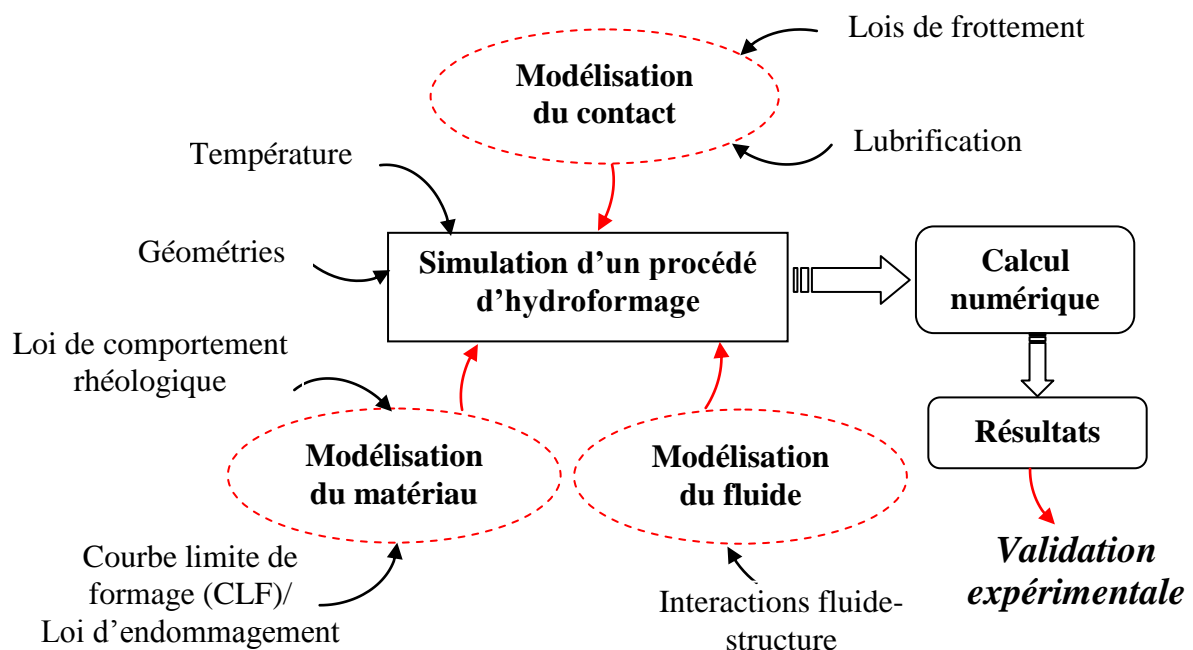 Lois de frottement
Modélisation
du contact
Lubrification
Température
Géométries
Simulation d'un procédé
d'hydroformage
Calcul
numérique
Loi de comportement
rhéologique
Résultats
Modélisation
du matériau
Modélisation
du fluide
Validation
expérimentale
Courbe limite de
formage (CLF)/
Loi d'endommagement
Interactions fluide-
structure